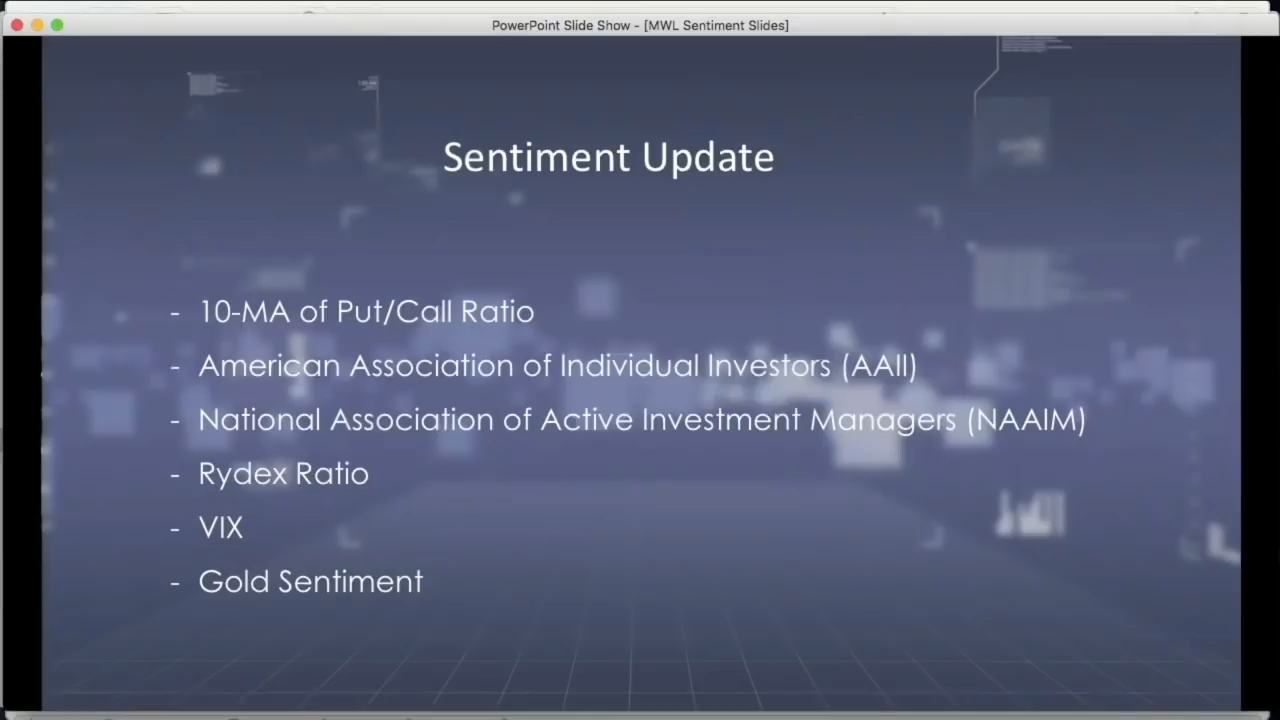 PowerPoint Slide Show - [MWL Sentiment Slides]
Sentiment Update
- 10-MA of Put/Call Ratio
- American Association of Individual Investors (AAII)
- National Association of Active Investment Managers (NAAIM)
- Rydex Ratio
- VIX
- Gold Sentiment